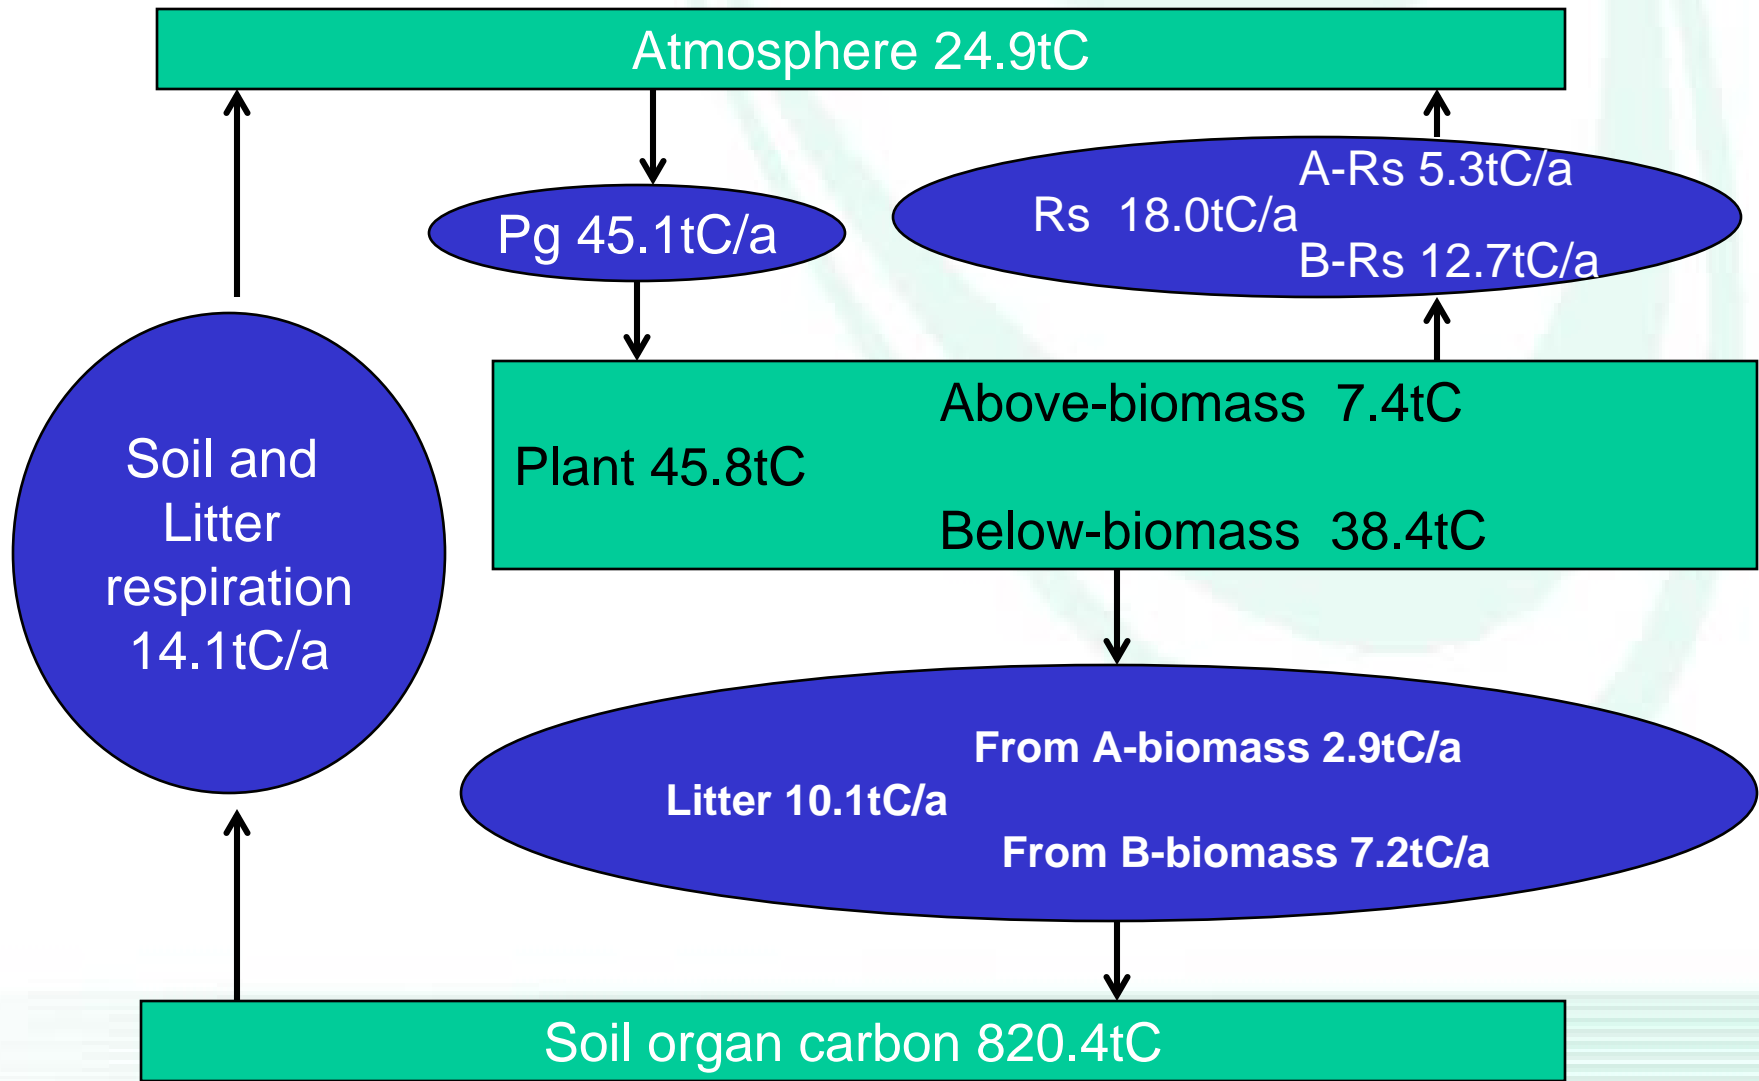 Atmosphere 24.9tC
Pg 45.1tC/a
A-Rs 5.3tC/a
Rs 18.0tC/a
B-Rs 12.7tC/a
Above-biomass 7.4tC
Plant 45.8tC
Below-biomass 38.4tC
Soil and
Litter
respiration
14.1tC/a
From A-biomass 2.9tC/a
Litter 10.1tC/a
From B-biomass 7.2tC/a
Soil organ carbon 820.4tC